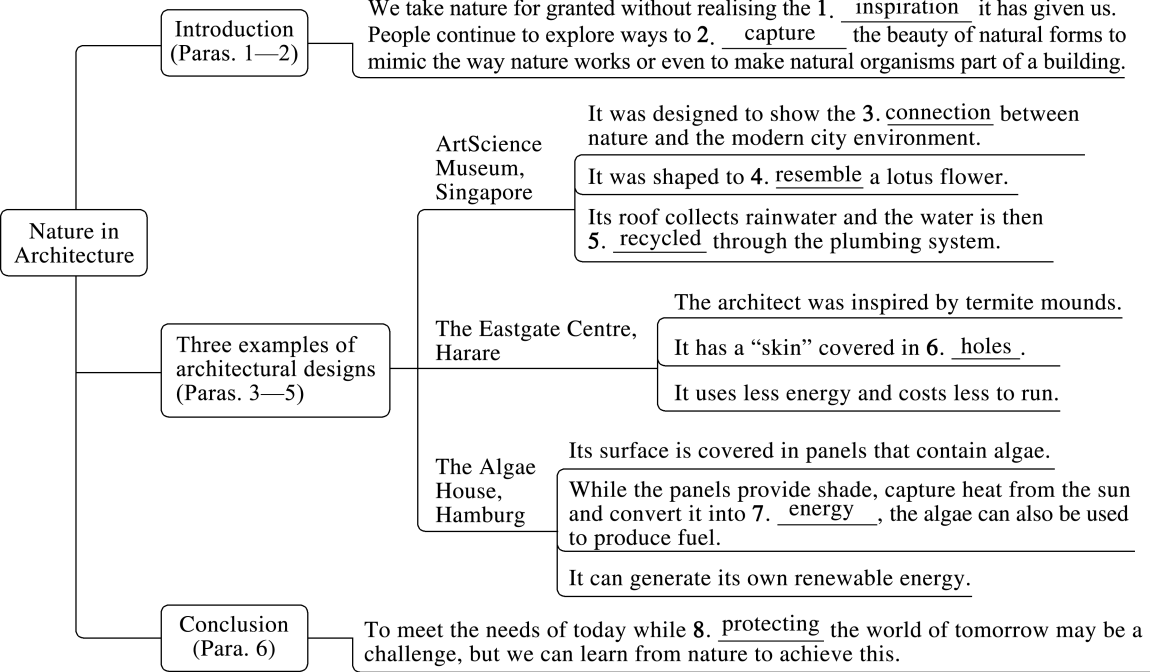 We take nature for granted without realising the 1. inspiration it has given us.
People continue to explore ways to 2. capture the beauty of natural forms to
mimic the way nature works or even to make natural organisms part of a building.
Introduction
(Paras. 1—2)
It was designed to show the 3. connection between
nature and the modern city environment.
ArtScience
Museum,
Singapore
It was shaped to 4. resemble a lotus flower.
Its roof collects rainwater and the water is then
5. recycled through the plumbing system.
Nature in
Architecture
The architect was inspired by termite mounds.
The Eastgate Centre,
Harare
It has a “skin” covered in 6. holes.
It uses less energy and costs less to run.
Three examples of
architectural designs
(Paras. 3—5)
Its surface is covered in panels that contain algae.
The Algae
House,
Hamburg
While the panels provide shade, capture heat from the sun
and convert it into 7. energy, the algae can also be used
to produce fuel.
It can generate its own renewable energy.
Conclusion
(Para. 6)
To meet the needs of today while 8. protecting the world of tomorrow may be a
challenge, but we can learn from nature to achieve this.